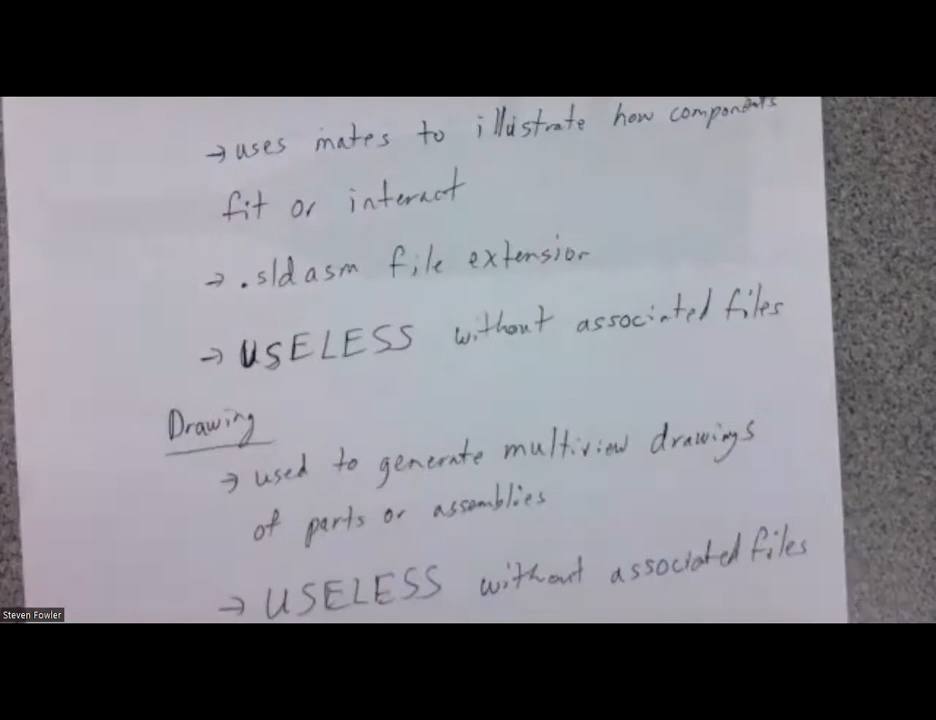 → uses mates to illustrate how components
fit or interact
→ .sldasm file extension
→ USELESS without associated files
Drawing
→ used to generate multiview drawings
of parts or assemblies
→ USELESS without associated files
Steven Fowler